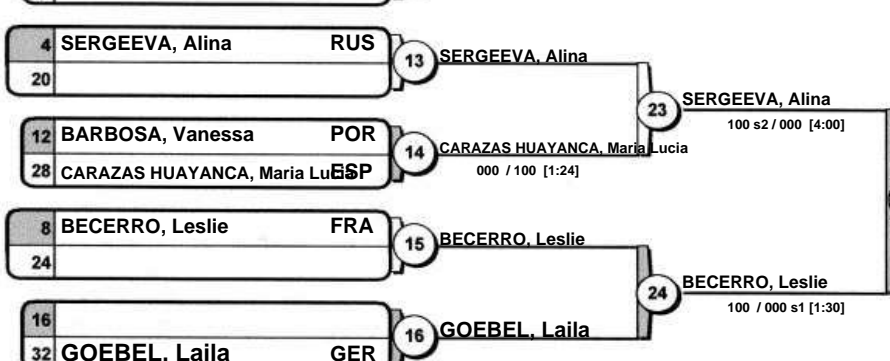 4 SERGEEVA, Alina RUS
20
13 SERGEEVA, Alina
12 BARBOSA, Vanessa POR
28 CARAZAS HUAYANCA, Maria Lucia ESP
14 CARAZAS HUAYANCA, Maria Lucia
000 / 100 [1:24]
23 SERGEEVA, Alina
100 s2 / 000 [4:00]
8 BECERRO, Leslie FRA
24
15 BECERRO, Leslie
16
32 GOEBEL, Laila GER
16 GOEBEL, Laila
24 BECERRO, Leslie
100 / 000 s1 [1:30]